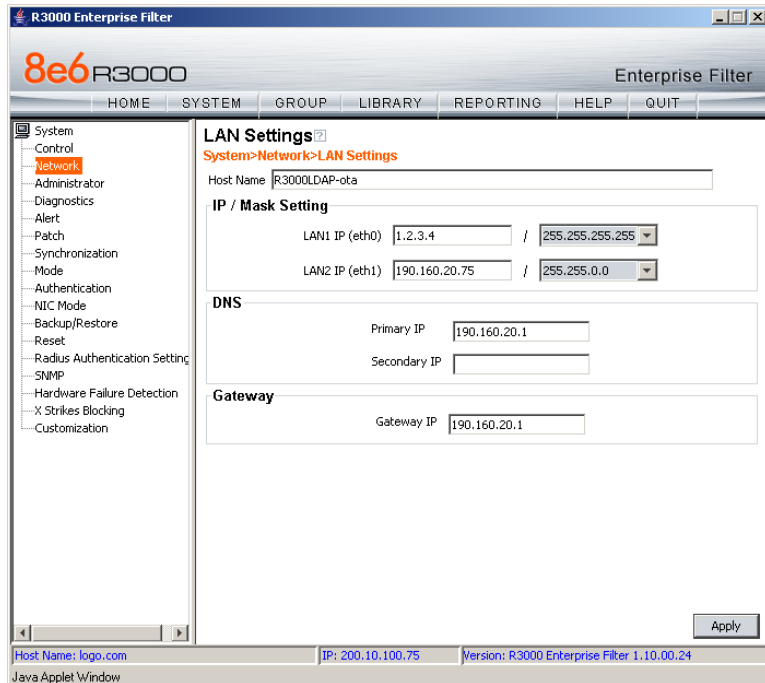 R3000 Enterprise Filter
8e6 R3000
Enterprise Filter
HOME SYSTEM GROUP LIBRARY REPORTING HELP QUIT
System
Control
Network
Administrator
Diagnostics
Alert
Patch
Synchronization
Mode
Authentication
NIC Mode
Backup/Restore
Reset
Radius Authentication Setting
SNMP
Hardware Failure Detection
X Strikes Blocking
Customization
LAN Settings ?
System>Network>LAN Settings
Host Name R3000LDAP-ota
IP / Mask Setting
LAN1 IP (eth0) 1.2.3.4 / 255.255.255.255
LAN2 IP (eth1) 190.160.20.75 / 255.255.0.0
DNS
Primary IP 190.160.20.1
Secondary IP
Gateway
Gateway IP 190.160.20.1
Apply
Host Name: logo.com IP: 200.10.100.75 Version: R3000 Enterprise Filter 1.10.00.24
Java Applet Window